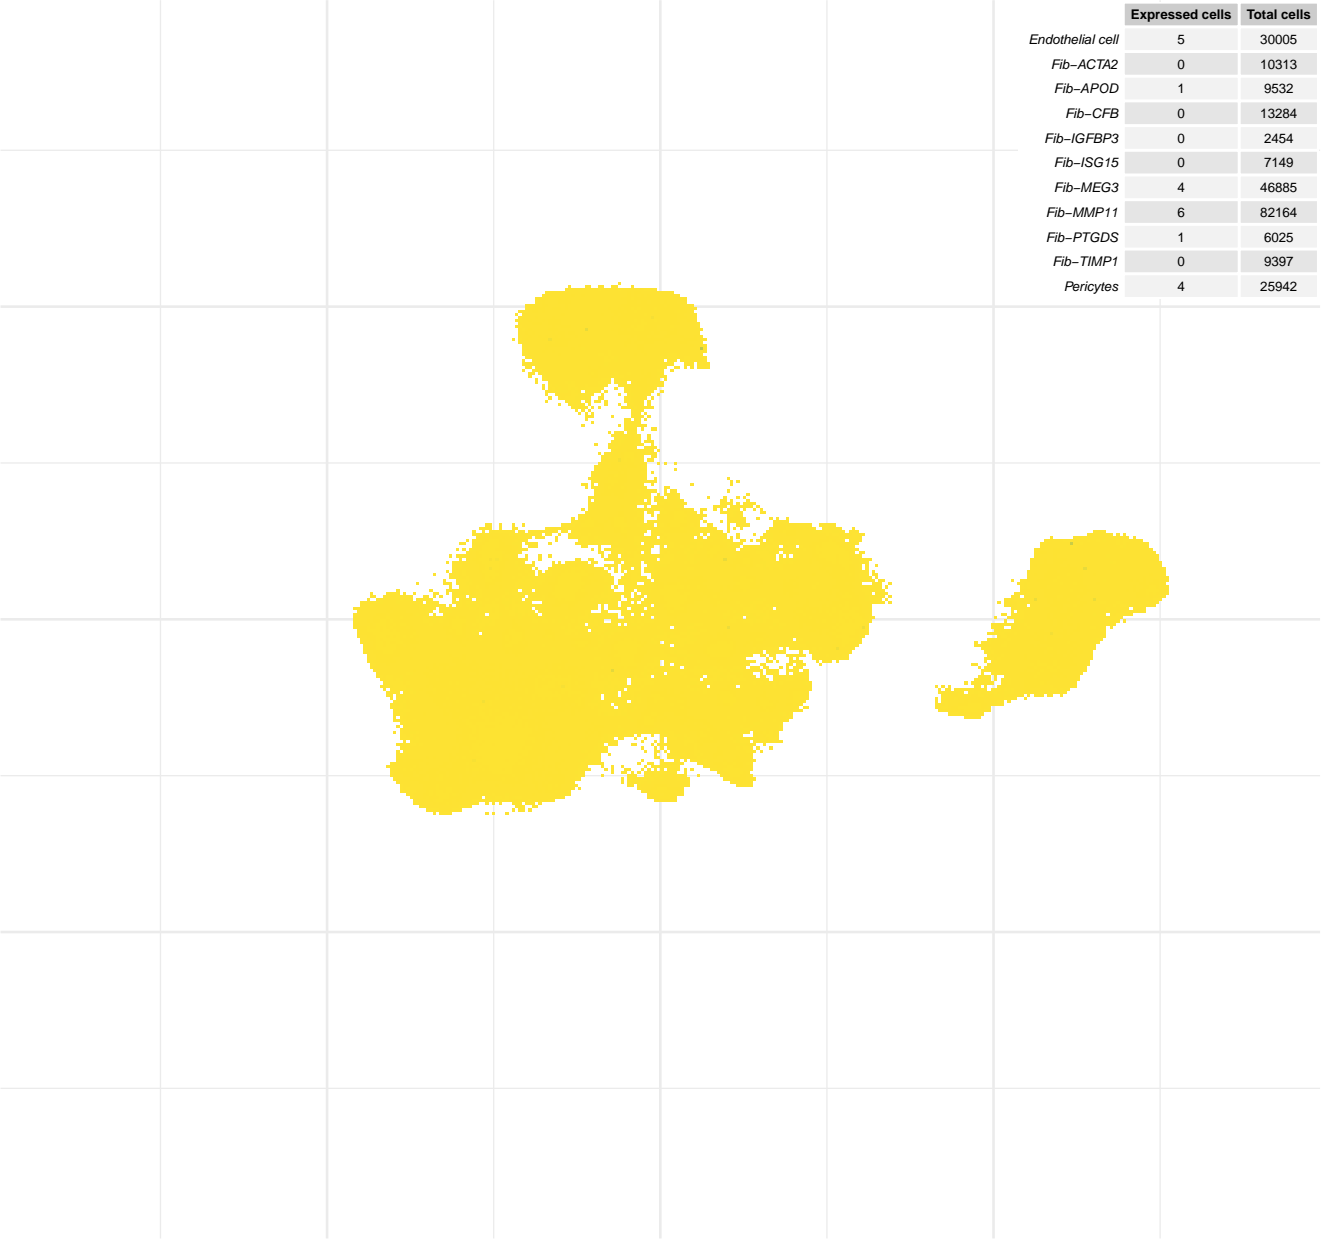 Expressed cells Total cells
Endothelial cell 5 30005
Fib−ACTA2 0 10313
Fib−APOD 1 9532
Fib−CFB 0 13284
Fib−IGFBP3 0 2454
Fib−ISG15 0 7149
Fib−MEG3 4 46885
Fib−MMP11 6 82164
Fib−PTGDS 1 6025
Fib−TIMP1 0 9397
Pericytes 4 25942